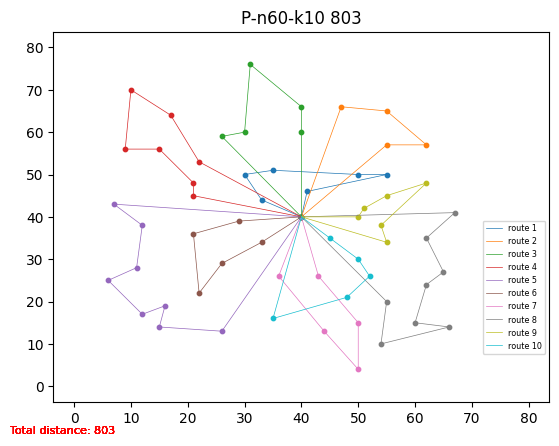 P-n60-k10 803
80
70
60
50
40
30
20
10
0
0 10 20 30 40 50 60 70 80
route 1
route 2
route 3
route 4
route 5
route 6
route 7
route 8
route 9
route 10
Total distance: 803